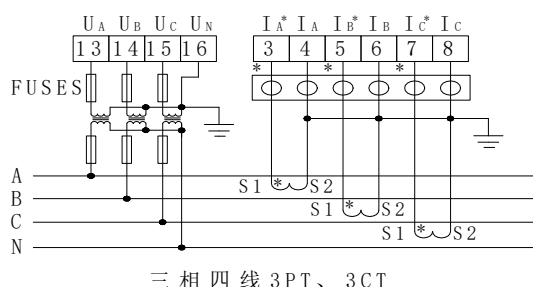 UA UB UC UN IA* IA IB* IB IC* IC
13 14 15 16 3 4 5 6 7 8
* * *
FUSES
A
S1 * S2
B
S1 * S2
C
S1 * S2
N
三相四线3PT、3CT